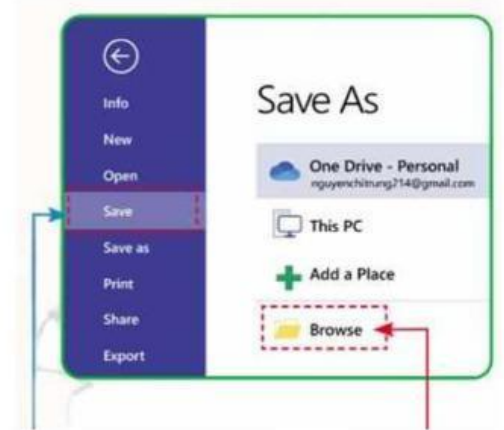 Info
New
Open
Save
Save as
Print
Share
Export
Save As
One Drive - Personal
nguyenchitrung714@gmail.com
This PC
Add a Place
Browse